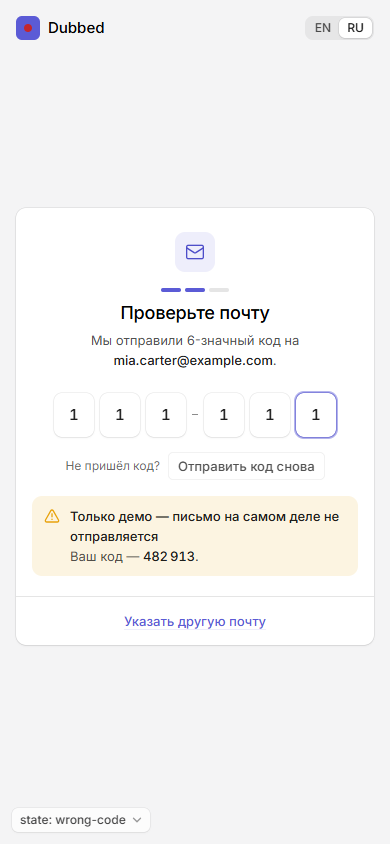 Dubbed
EN RU
Проверьте почту
Мы отправили 6-значный код на
mia.carter@example.com.
1 1 1 – 1 1 1
Не пришёл код? Отправить код снова
Только демо — письмо на самом деле не
отправляется
Ваш код — 482 913.
Указать другую почту
state: wrong-code